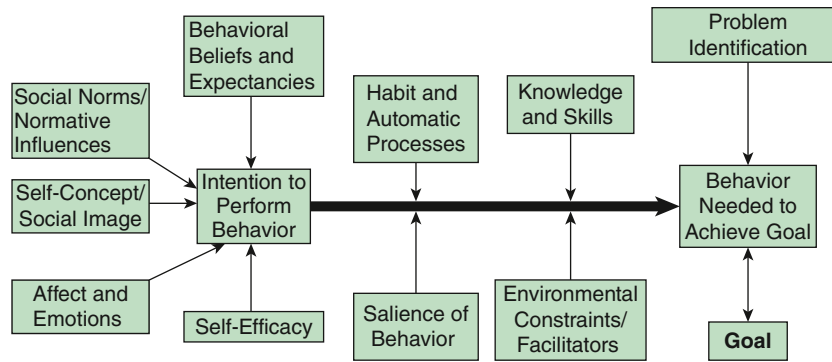 Behavioral
Beliefs and
Expectancies
Problem
Identification
Social Norms/
Normative
Influences
Habit and
Automatic
Processes
Knowledge
and Skills
Self-Concept/
Social Image
Intention to
Perform
Behavior
Behavior
Needed to
Achieve Goal
Affect and
Emotions
Self-Efficacy
Salience of
Behavior
Environmental
Constraints/
Facilitators
Goal